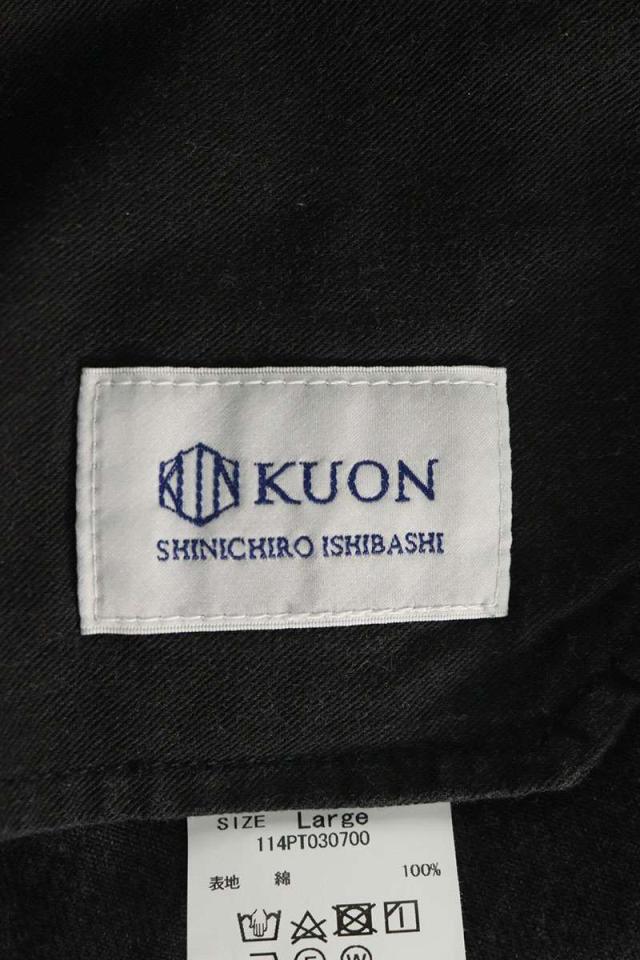 KUON
SHINICHIRO ISHIBASHI
SIZE Large
114PT030700
表地 綿 100%